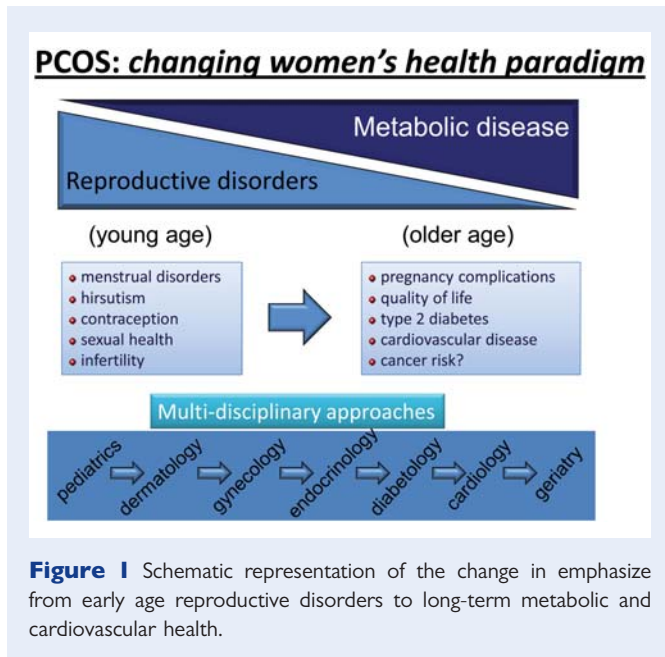 PCOS: changing women's health paradigm
Metabolic disease
Reproductive disorders
(young age)
(older age)
menstrual disorders
hirsutism
contraception
sexual health
infertility
pregnancy complications
quality of life
type 2 diabetes
cardiovascular disease
cancer risk?
Multi-disciplinary approaches
pediatrics
dermatology
gynecology
endocrinology
diabetology
cardiology
geriatry
Figure 1 Schematic representation of the change in emphasize
from early age reproductive disorders to long-term metabolic and
cardiovascular health.